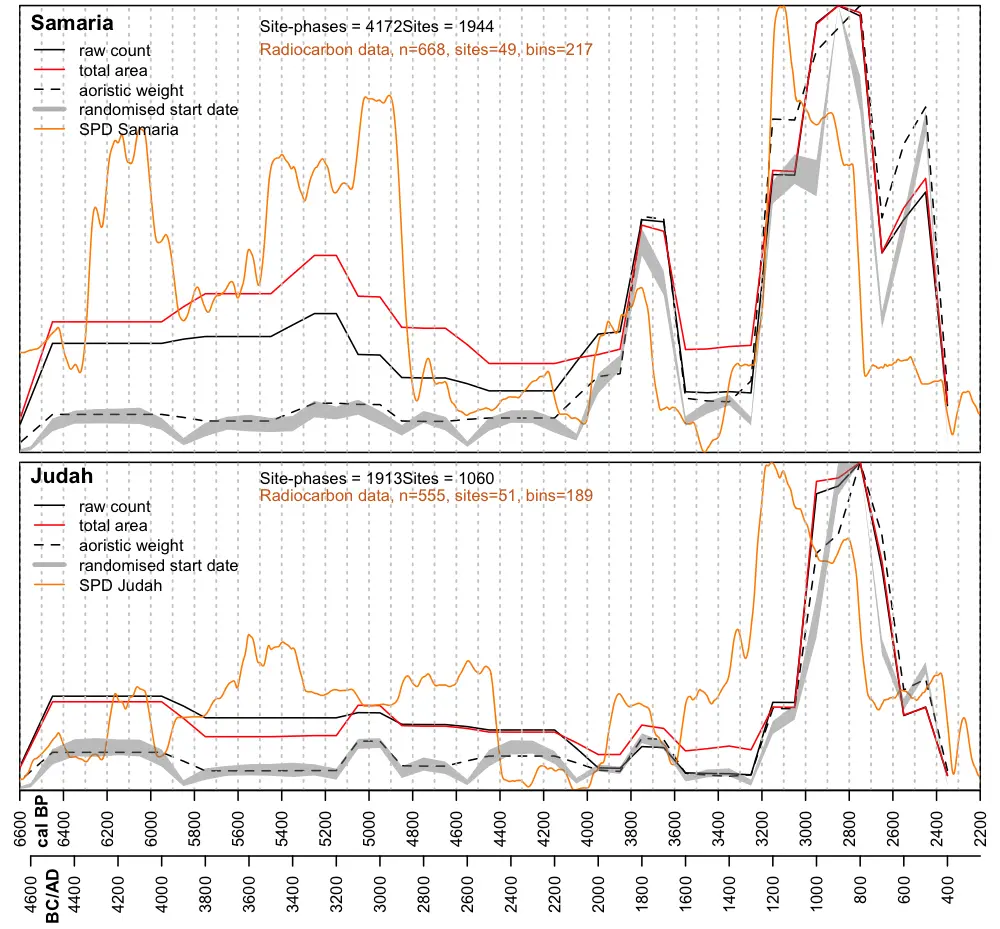 Samaria
Site-phases = 4172Sites = 1944
Radiocarbon data, n=668, sites=49, bins=217
raw count
total area
aoristic weight
randomised start date
SPD Samaria
Judah
Site-phases = 1913Sites = 1060
Radiocarbon data, n=555, sites=51, bins=189
raw count
total area
aoristic weight
randomised start date
SPD Judah
6600 cal BP 6400 6200 6000 5800 5600 5400 5200 5000 4800 4600 4400 4200 4000 3800 3600 3400 3200 3000 2800 2600 2400 2200
4600 BC/AD 4400 4200 4000 3800 3600 3400 3200 3000 2800 2600 2400 2200 2000 1800 1600 1400 1200 1000 800 600 400